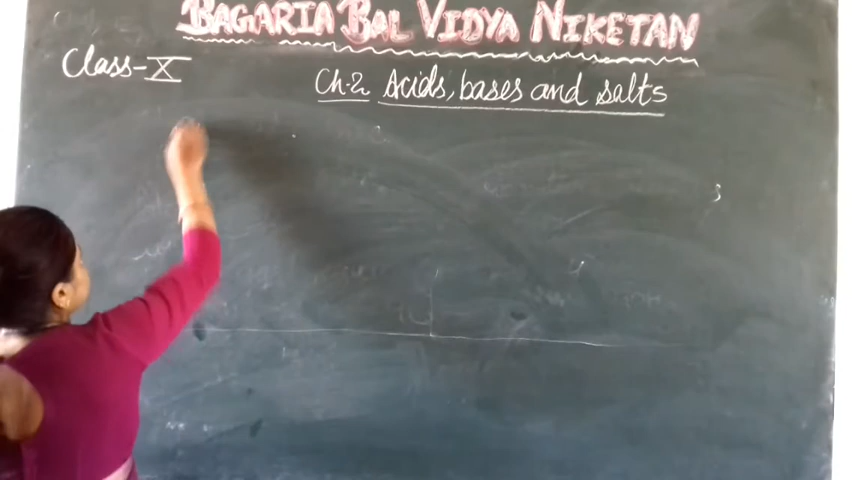 BAGARIA BAL VIDYA NIKETAN
Class-X
Ch-2 Acids, bases and salts